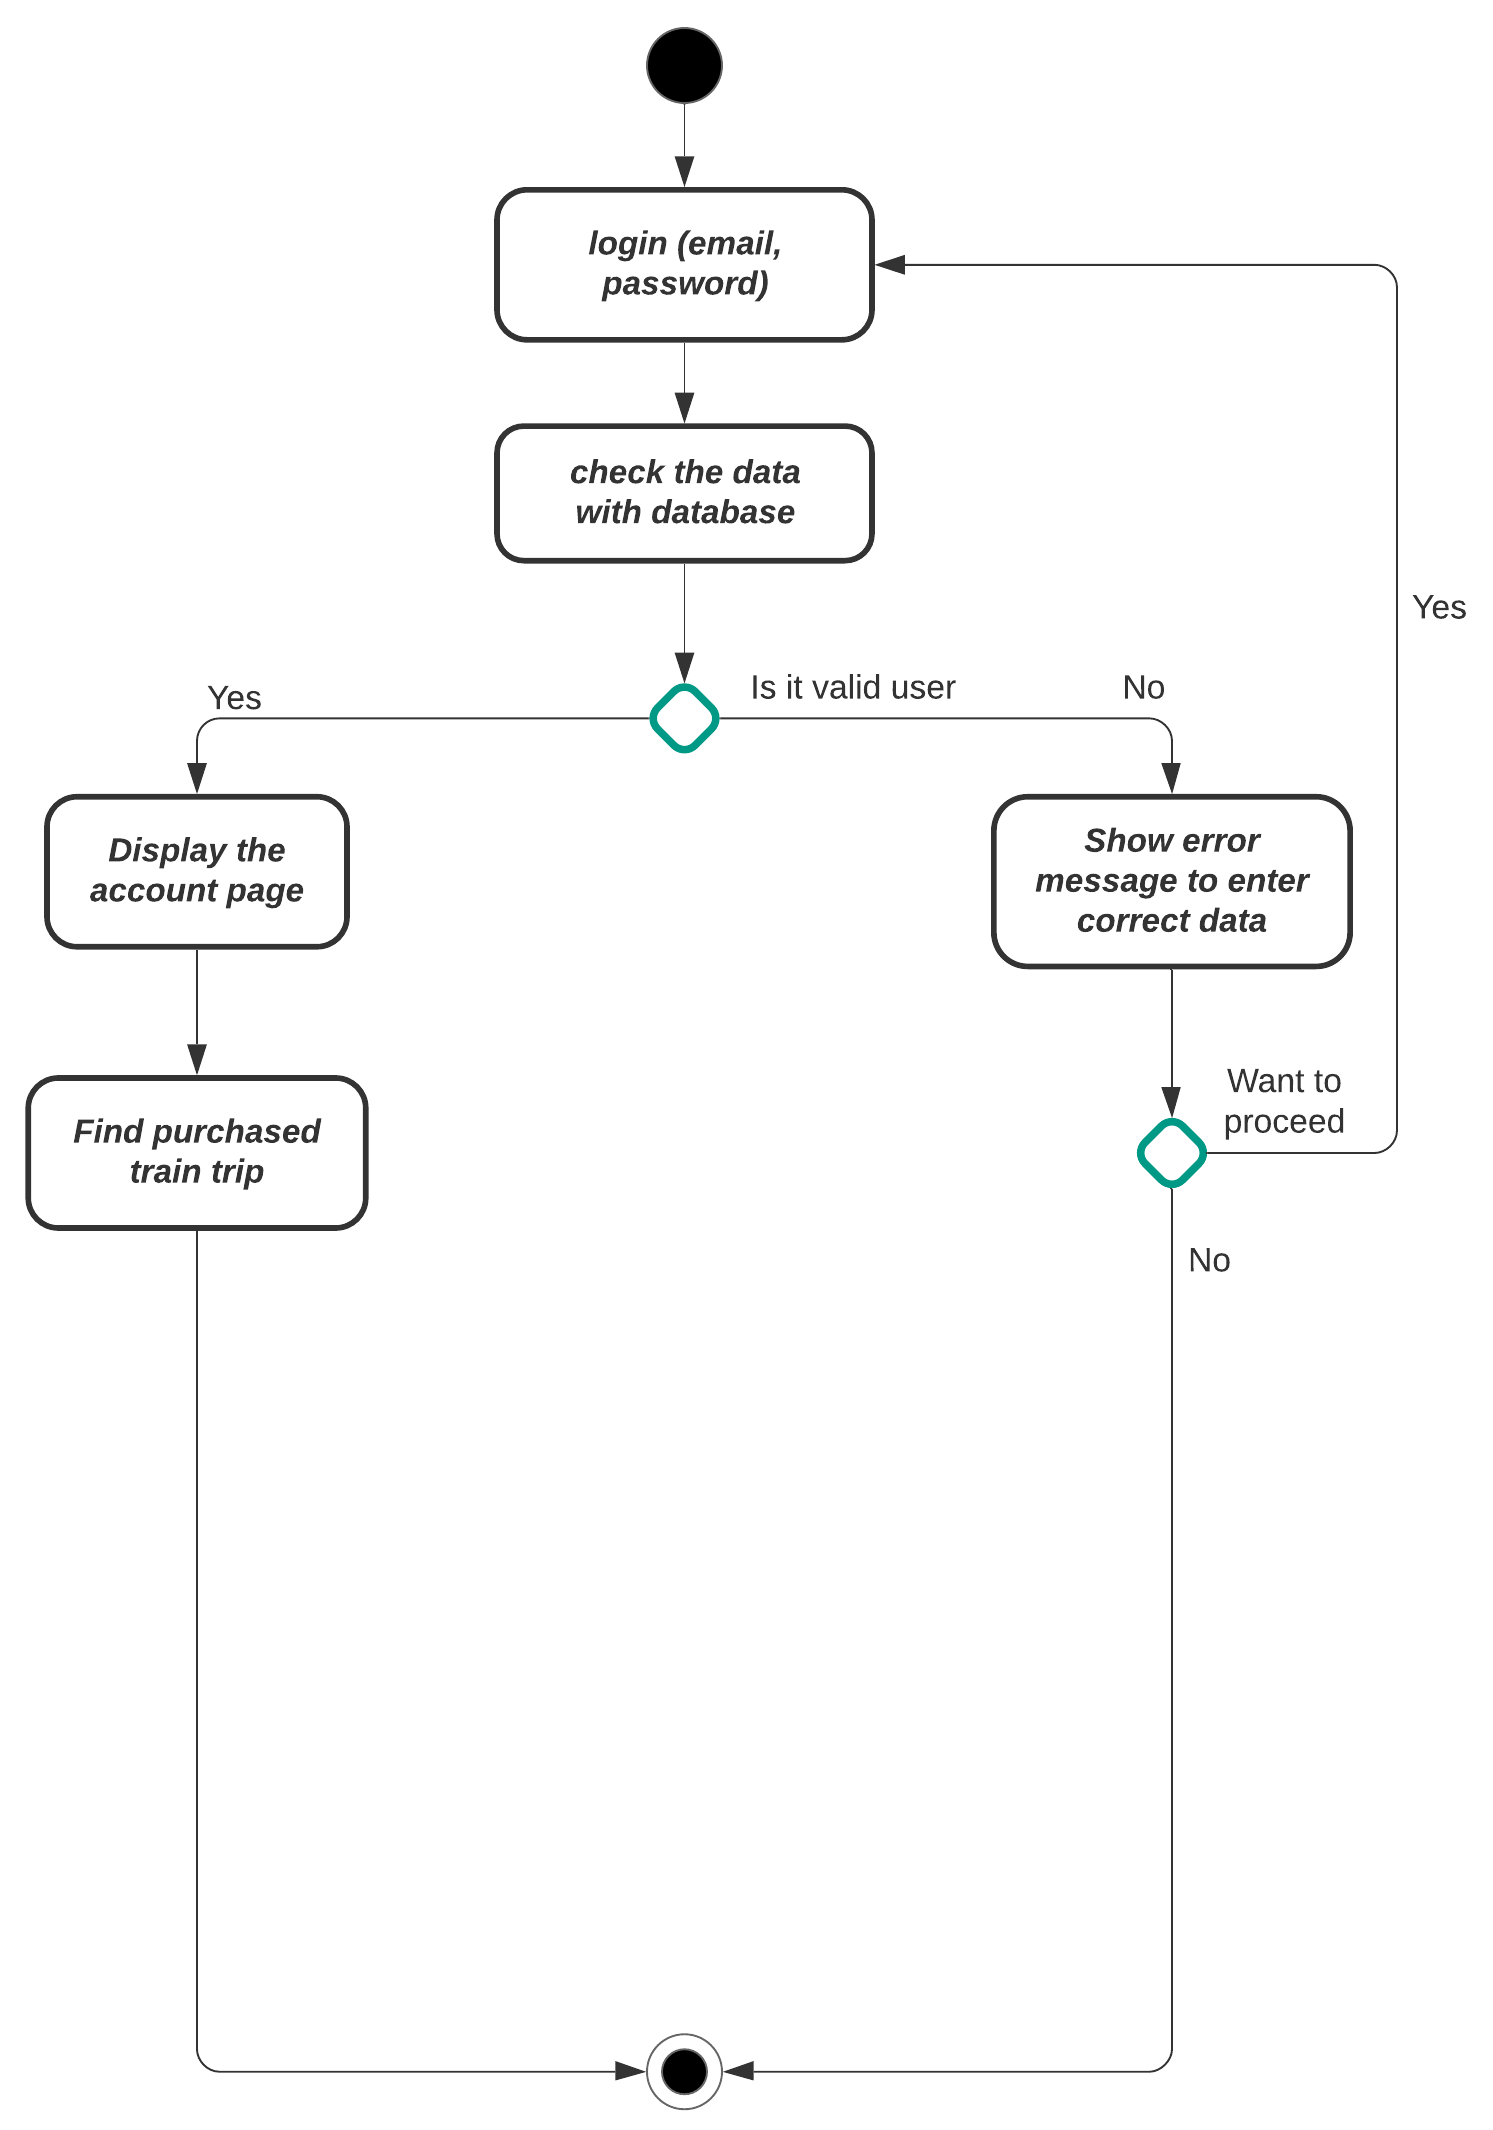 login (email,
password)
check the data
with database
Yes
Is it valid user
No
Yes
Display the
account page
Show error
message to enter
correct data
Find purchased
train trip
Want to
proceed
No